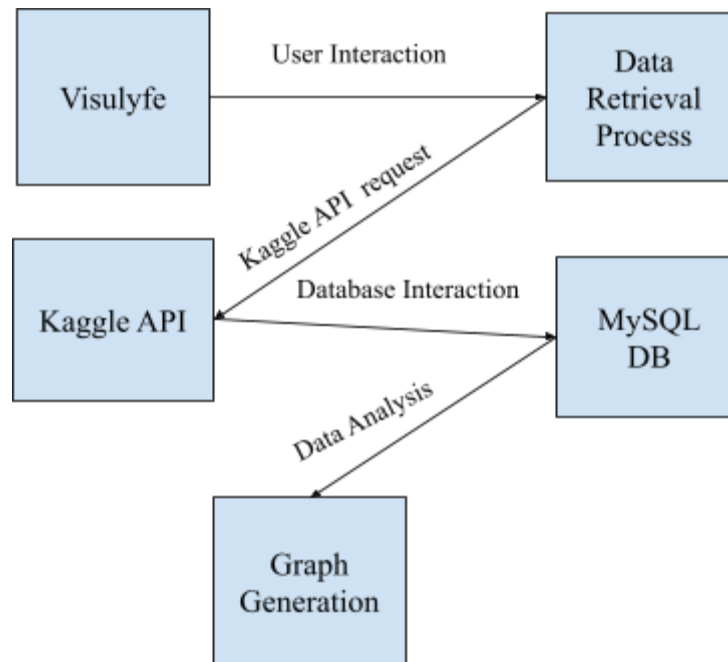 User Interaction
Visulyfe
Data
Retrieval
Process
Kaggle API request
Kaggle API
Database Interaction
MySQL
DB
Data Analysis
Graph
Generation